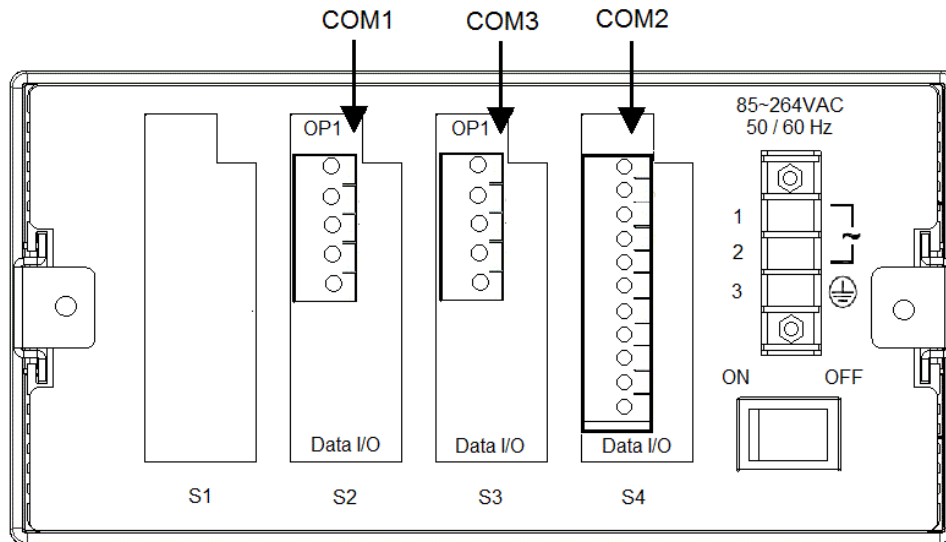 COM1 COM3 COM2
85~264VAC
50 / 60 Hz
OP1 OP1
1
~
2
3
ON OFF
Data I/O Data I/O Data I/O
S1 S2 S3 S4